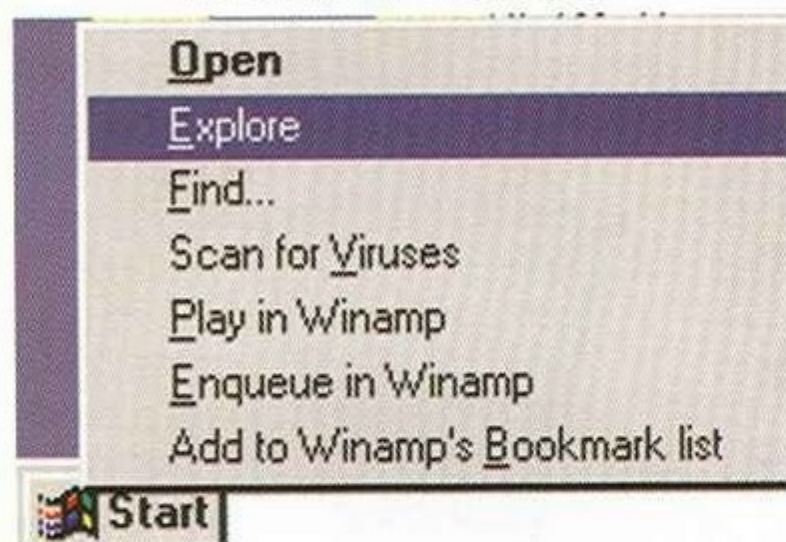 Open
Explore
Find...
Scan for Viruses
Play in Winamp
Enqueue in Winamp
Add to Winamp's Bookmark list
Start